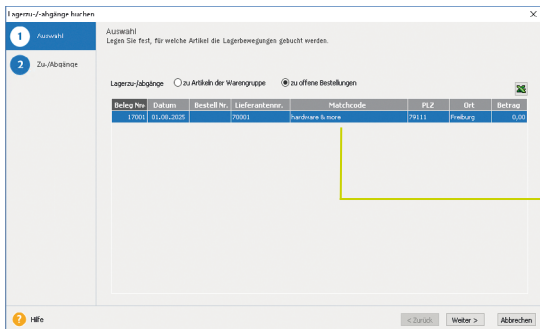 Lagerzu-/-abgänge buchen
1 Auswahl
2 Zu-/Abgänge
Auswahl
Legen Sie fest, für welche Artikel die Lagerbewegungen gebucht werden.
Lagerzu-/abgänge zu Artikeln der Warengruppe zu offene Bestellungen
Beleg Nr. Datum Bestell Nr. Lieferantennr. Matchcode PLZ Ort Betrag
17001 01.08.2025 70001 hardware & more 79111 Freiburg 0,00
? Hilfe < Zurück Weiter > Abbrechen